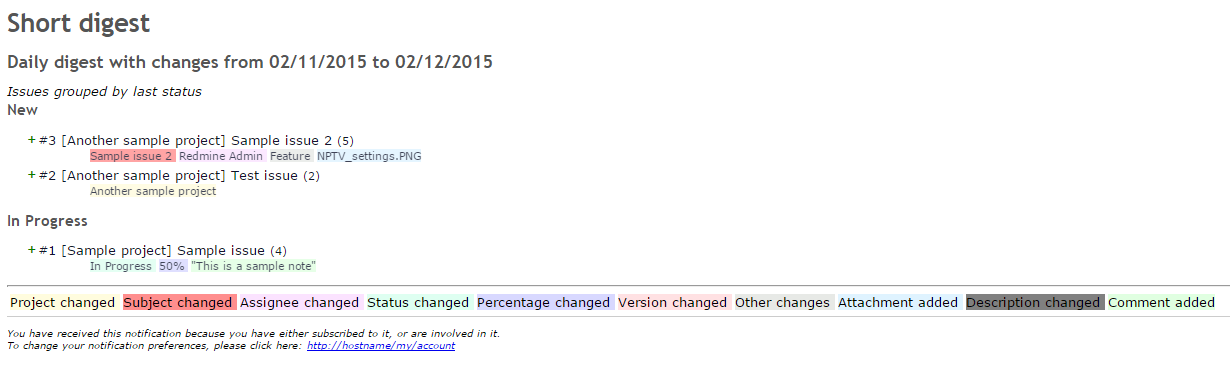 Short digest
Daily digest with changes from 02/11/2015 to 02/12/2015
Issues grouped by last status
New
+ #3 [Another sample project] Sample issue 2 (5)
Sample issue 2 Redmine Admin Feature NPTV_settings.PNG
+ #2 [Another sample project] Test issue (2)
Another sample project
In Progress
+ #1 [Sample project] Sample issue (4)
In Progress 50% "This is a sample note"
Project changed Subject changed Assignee changed Status changed Percentage changed Version changed Other changes Attachment added Description changed Comment added
You have received this notification because you have either subscribed to it, or are involved in it.
To change your notification preferences, please click here: http://hostname/my/account